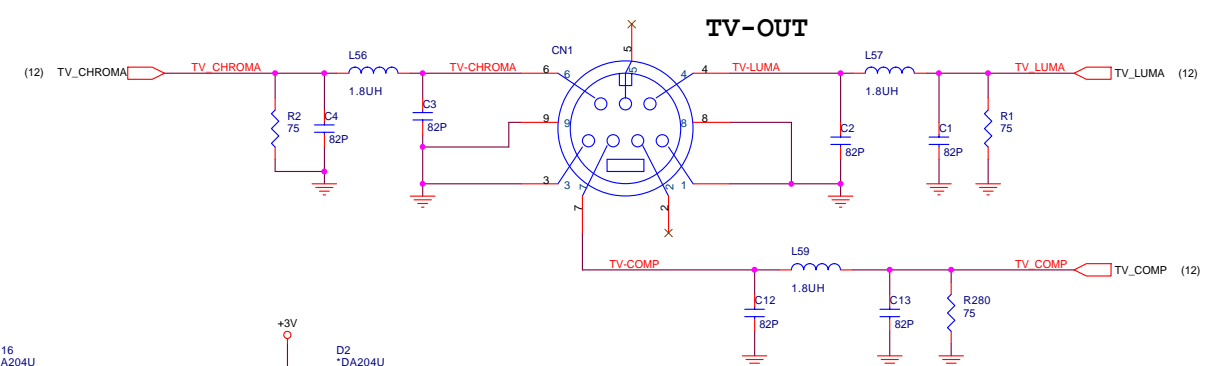 TV-OUT
CN1
5
5
(12) TV_CHROMA
TV_CHROMA
L56
1.8UH
TV-CHROMA
6
6
4
4
TV-LUMA
L57
1.8UH
TV_LUMA
TV_LUMA (12)
R2
75
C4
82P
C3
82P
9
9
8
8
C2
82P
C1
82P
R1
75
3
3
7
2
1
1
7
2
TV-COMP
L59
1.8UH
TV_COMP
TV_COMP (12)
C12
82P
C13
82P
R280
75
+3V
16
A204U
D2
*DA204U